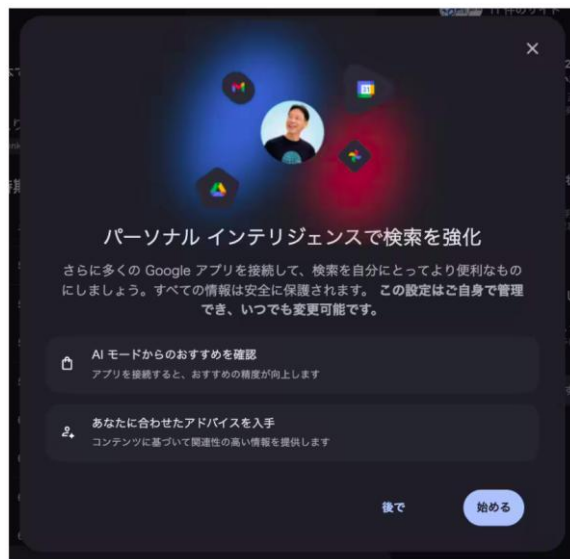 11 件のサイト
31
パーソナル インテリジェンスで検索を強化
さらに多くの Google アプリを接続して、検索を自分にとってより便利なもの
にしましょう。すべての情報は安全に保護されます。 この設定はご自身で管理
でき、いつでも変更可能です。
AI モードからのおすすめを確認
アプリを接続すると、おすすめの精度が向上します
あなたに合わせたアドバイスを入手
コンテンツに基づいて関連性の高い情報を提供します
後で
始める